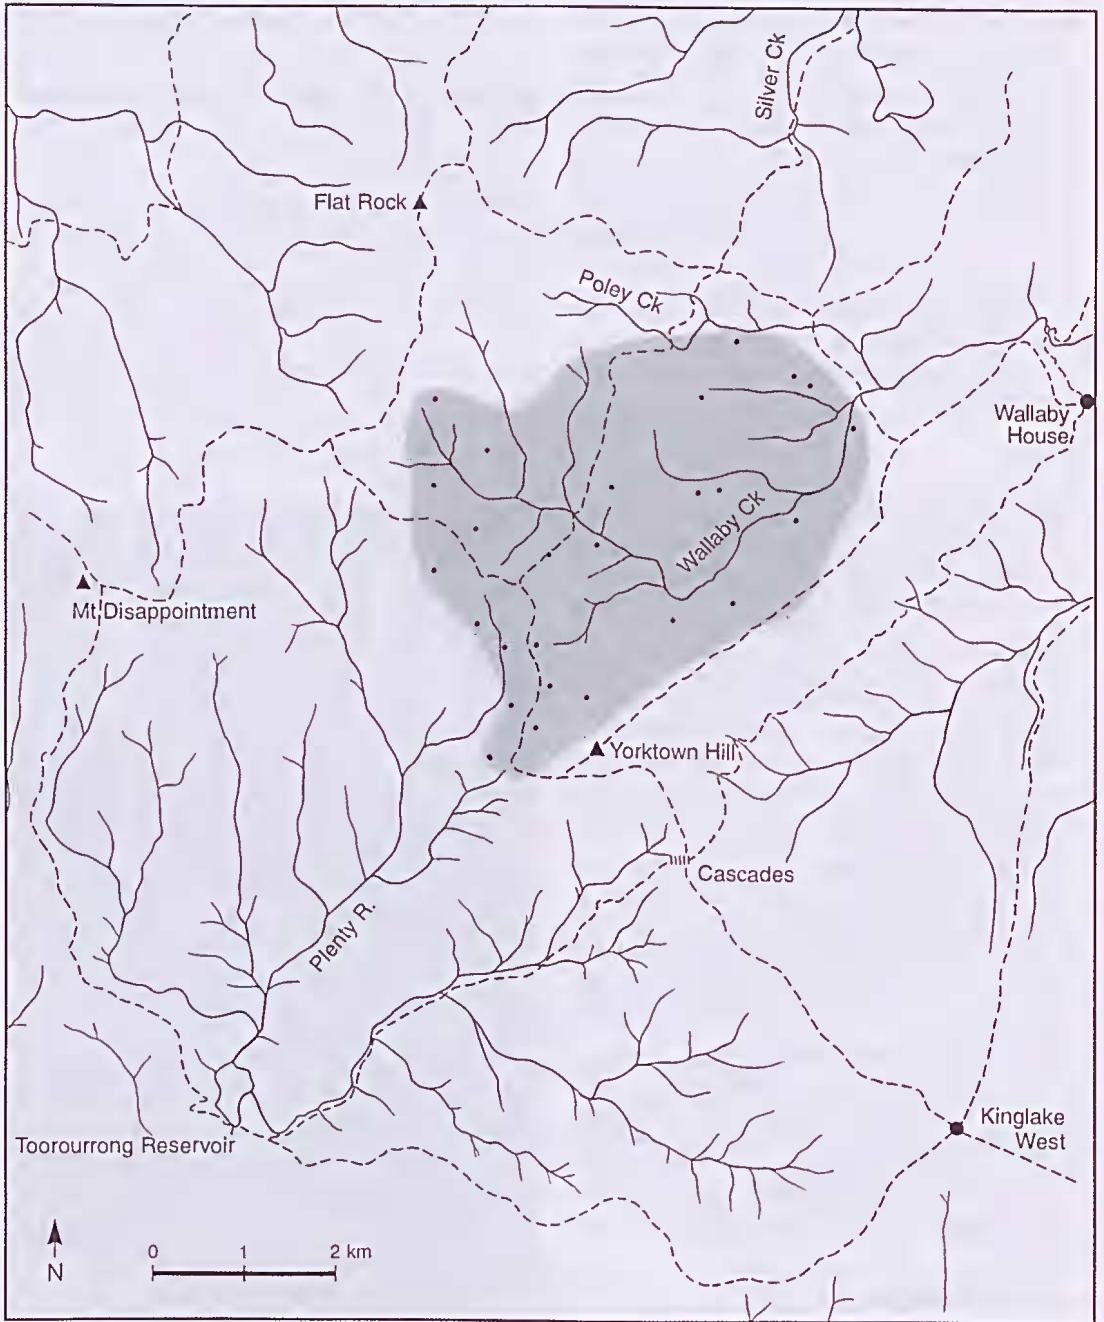 Silver Ck
Flat Rock
Poley Ck
Wallaby
House
Wallaby Ck
Mt Disappointment
Yorktown Hill
Cascades
Plenty R.
Kinglake
West
Toorourrong Reservoir
0 1 2 km
N